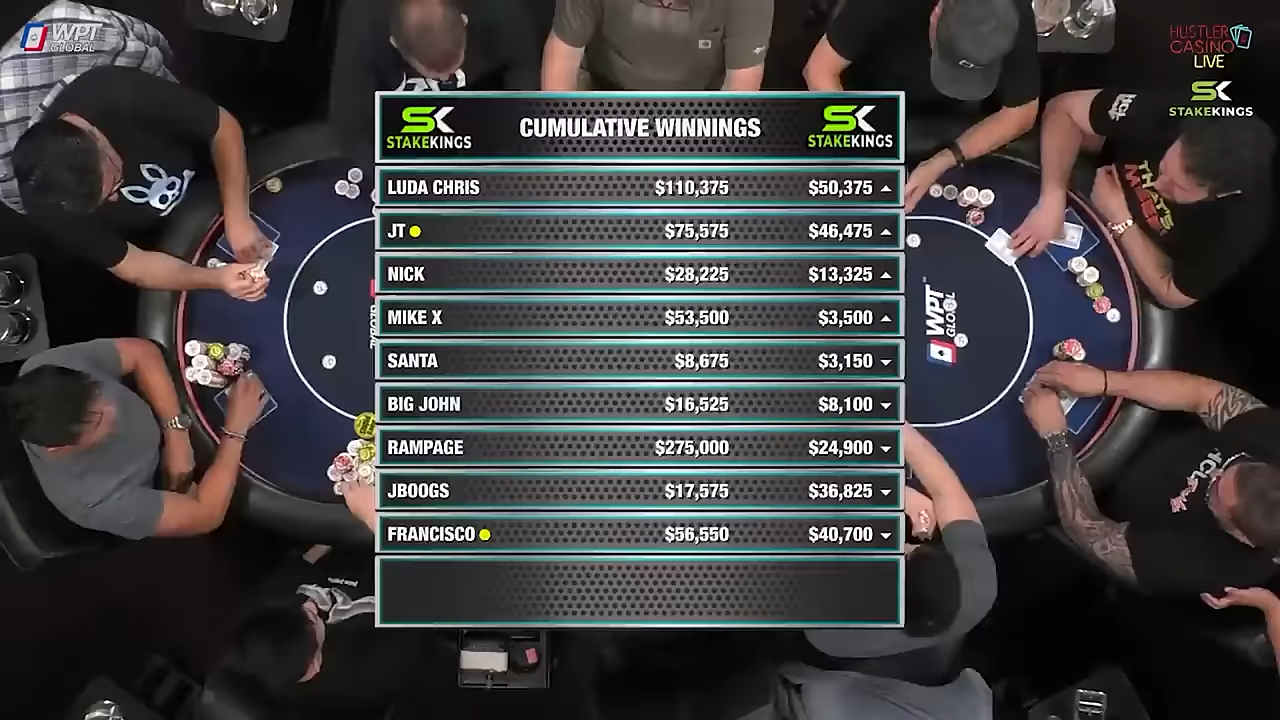 WPT GLOBAL
HUSTLER
CASINO
LIVE
STAKEKINGS
STAKEKINGS
CUMULATIVE WINNINGS
STAKEKINGS
LUDA CHRIS $110,375 $50,375
JT $75,575 $46,475
NICK $28,225 $13,325
MIKE X $53,500 $3,500
SANTA $8,675 $3,150
BIG JOHN $16,525 $8,100
RAMPAGE $275,000 $24,900
JBOOGS $17,575 $36,825
FRANCISCO $56,550 $40,700
WPT GLOBAL